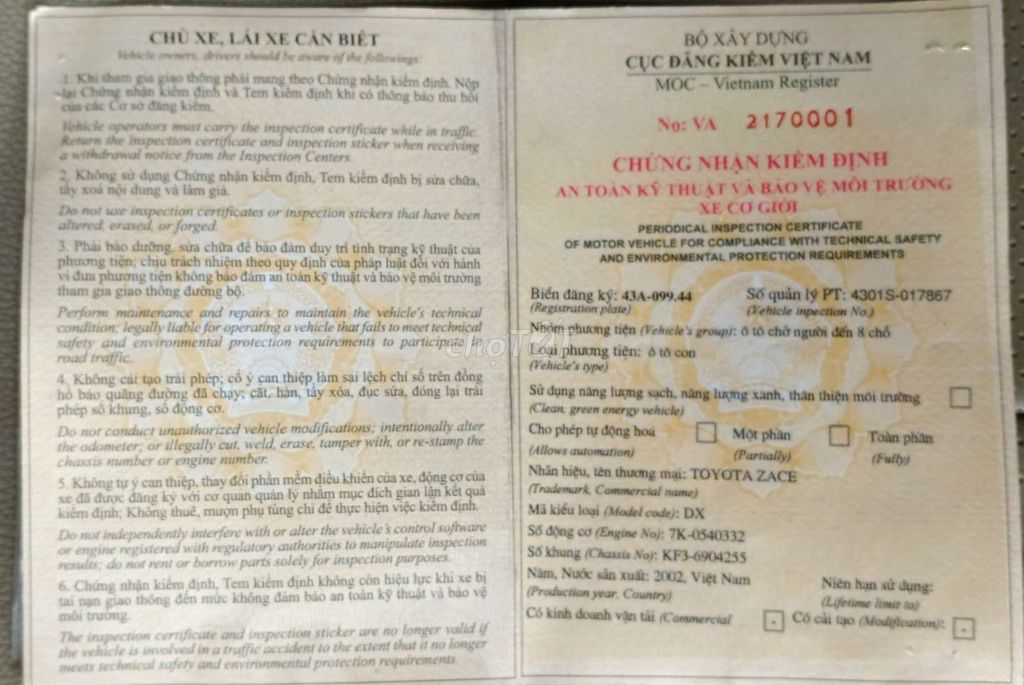 CHỦ XE, LÁI XE CẦN BIẾT
Vehicle owners, drivers should be aware of the followings:
1. Khi tham gia giao thông phải mang theo Chứng nhận kiểm định. Nộp
lại Chứng nhận kiểm định và Tem kiểm định khi có thông báo thu hồi
của các Cơ sở đăng kiểm.
Vehicle operators must carry the inspection certificate while in traffic.
Return the inspection certificate and inspection sticker when receiving
a withdrawal notice from the Inspection Centers.
2. Không sử dụng Chứng nhận kiểm định, Tem kiểm định bị sửa chữa,
tẩy xoá nội dung và làm giả.
Do not use inspection certificates or inspection stickers that have been
altered, erased, or forged.
3. Phải bảo dưỡng, sửa chữa để bảo đảm duy trì tình trạng kỹ thuật của
phương tiện; chịu trách nhiệm theo quy định của pháp luật đối với hành
vi đưa phương tiện không bảo đảm an toàn kỹ thuật và bảo vệ môi trường
tham gia giao thông đường bộ.
Perform maintenance and repairs to maintain the vehicle's technical
condition; legally liable for operating a vehicle that fails to meet technical
safety and environmental protection requirements to participate in
road traffic.
4. Không cải tạo trái phép; cố ý can thiệp làm sai lệch chỉ số trên đồng
hồ báo quãng đường đã chạy; cắt, hàn, tẩy xóa, đục sửa, đóng lại trái
phép số khung, số động cơ.
Do not conduct unauthorized vehicle modifications; intentionally alter
the odometer; or illegally cut, weld, erase, tamper with, or re-stamp the
chassis number or engine number.
5. Không tự ý can thiệp, thay đổi phần mềm điều khiển của xe, động cơ của
xe đã được đăng ký với cơ quan quản lý nhằm mục đích gian lận kết quả
kiểm định; Không thuê, mượn phụ tùng chỉ để thực hiện việc kiểm định.
Do not independently interfere with or alter the vehicle's control software
or engine registered with regulatory authorities to manipulate inspection
results; do not rent or borrow parts solely for inspection purposes.
6. Chứng nhận kiểm định, Tem kiểm định không còn hiệu lực khi xe bị
tai nạn giao thông đến mức không đảm bảo an toàn kỹ thuật và bảo vệ
môi trường.
The inspection certificate and inspection sticker are no longer valid if
the vehicle is involved in a traffic accident to the extent that it no longer
meets technical safety and environmental protection requirements.
BỘ XÂY DỰNG
CỤC ĐĂNG KIỂM VIỆT NAM
MOC – Vietnam Register
No: VA 2170001
CHỨNG NHẬN KIỂM ĐỊNH
AN TOÀN KỸ THUẬT VÀ BẢO VỆ MÔI TRƯỜNG
XE CƠ GIỚI
PERIODICAL INSPECTION CERTIFICATE
OF MOTOR VEHICLE FOR COMPLIANCE WITH TECHNICAL SAFETY
AND ENVIRONMENTAL PROTECTION REQUIREMENTS
Biển đăng ký: 43A-099.44 Số quản lý PT: 4301S-017867
(Registration plate) (Vehicle inpection No.)
Nhóm phương tiện (Vehicle's group): ô tô chở người đến 8 chỗ
Loại phương tiện: ô tô con
(Vehicle's type)
Sử dụng năng lượng sạch, năng lượng xanh, thân thiện môi trường
(Clean, green energy vehicle)
Cho phép tự động hoá Một phần Toàn phần
(Allows automation) (Partially) (Fully)
Nhãn hiệu, tên thương mại: TOYOTA ZACE
(Trademark, Commercial name)
Mã kiểu loại (Model code): DX
Số động cơ (Engine No): 7K-0540332
Số khung (Chassis No): KF3-6904255
Năm, Nước sản xuất: 2002, Việt Nam Niên hạn sử dụng:
(Production year, Country) (Lifetime limit to)
Có kinh doanh vận tải (Commercial - Có cải tạo (Modification): -
chợTốt